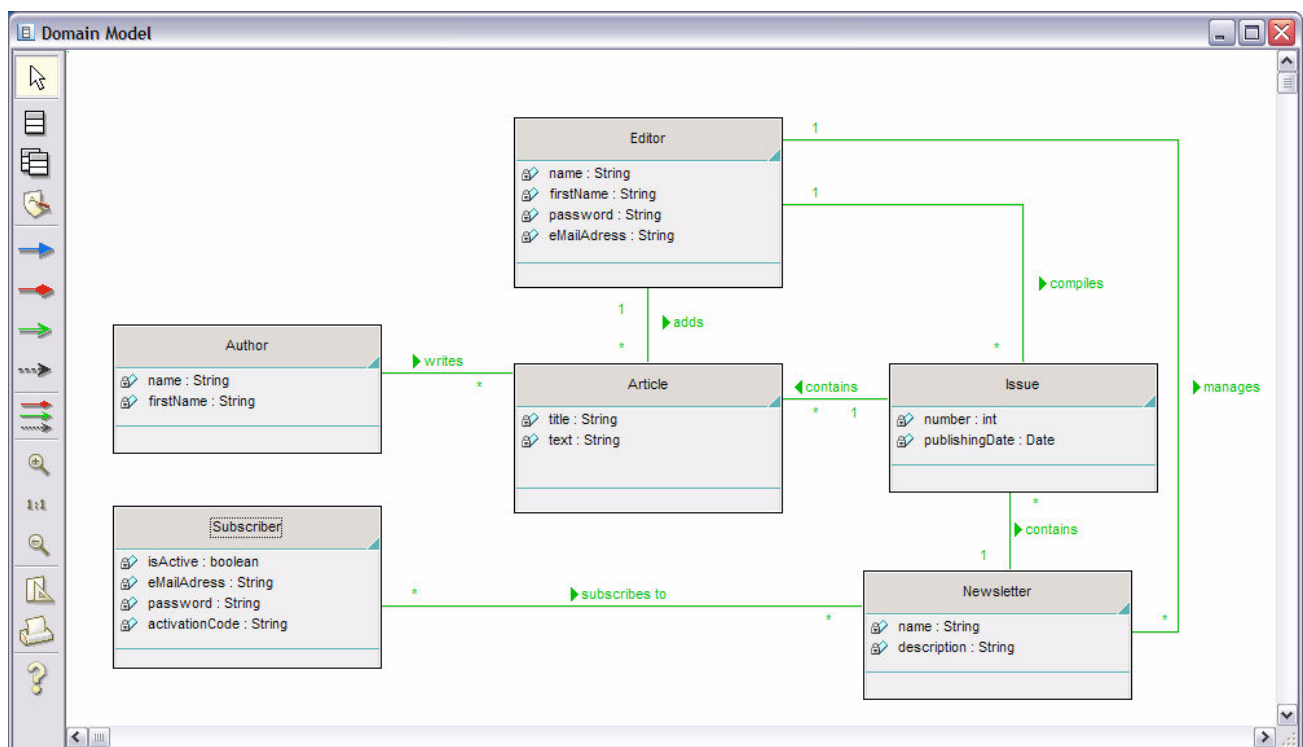 Domain Model
Editor
name : String
firstName : String
password : String
eMailAdress : String
1
1
compiles
1
adds
*
*
manages
Author
name : String
firstName : String
writes
*
Article
title : String
text : String
contains
*
1
Issue
number : int
publishingDate : Date
*
contains
1
Subscriber
isActive : boolean
eMailAdress : String
password : String
activationCode : String
*
subscribes to
*
Newsletter
name : String
description : String
*
1:1